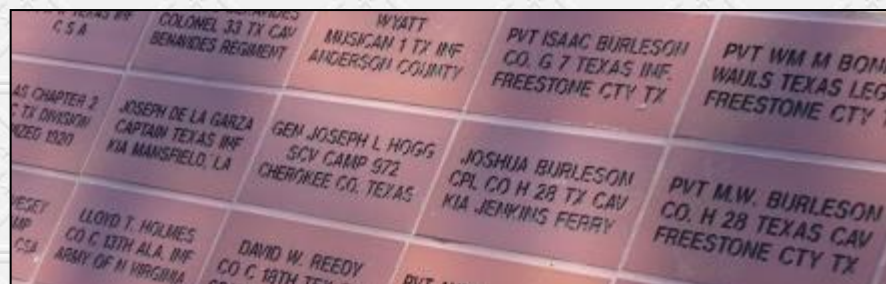 TEXAS INF
C S A
COLONEL 33 TX CAV
BENAVIDES REGIMENT
WYATT
MUSICAN 1 TX INF
ANDERSON COUNTY
PVT ISAAC BURLESON
CO. G 7 TEXAS INF.
FREESTONE CTY TX
PVT WM M
WAULS TEXAS
FREESTONE CTY
CHAPTER 2
TX DIVISION
1920
JOSEPH DE LA GARZA
CAPTAIN TEXAS INF
KIA MANSFIELD, LA
GEN JOSEPH L HOGG
SCV CAMP 972
CHEROKEE CO. TEXAS
JOSHUA BURLESON
CPL CO H 28 TX CAV
KIA JENKINS FERRY
PVT M.W. BURLESON
CO. H 28 TEXAS CAV
FREESTONE CTY TX
CSA
LLOYD T. HOLMES
CO C 13TH ALA. INF
ARMY OF N VIRGINIA
DAVID W. REEDY
CO C 18TH
PVT